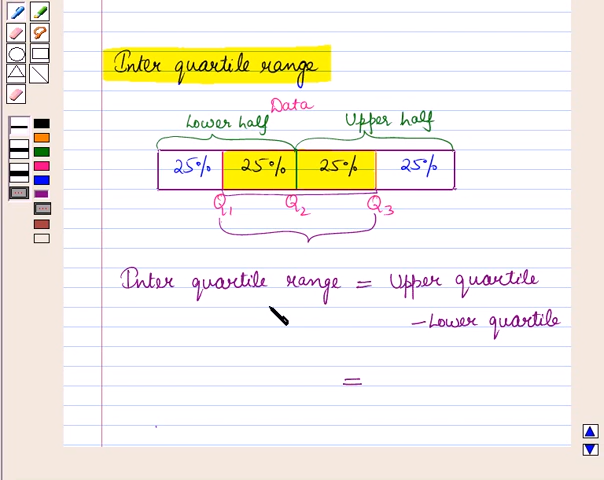 Inter quartile range
Data
Lower half Upper half
25% 25% 25% 25%
Q1 Q2 Q3
Inter quartile range = Upper quartile
- Lower quartile
=